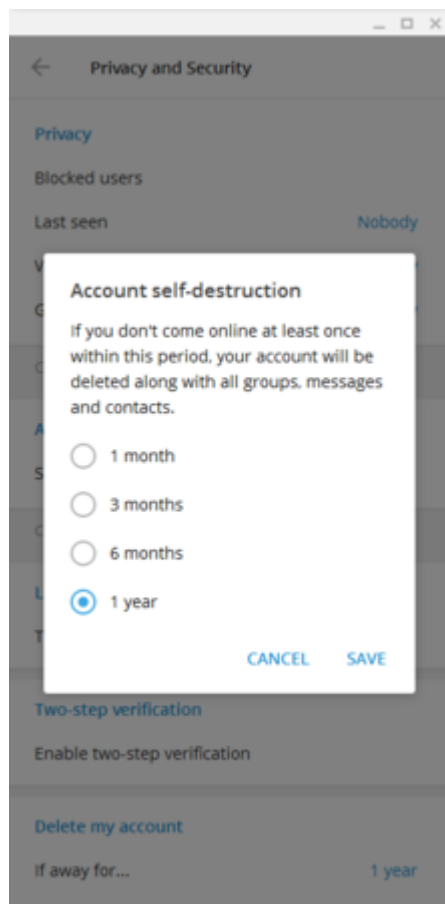 Privacy and Security
Privacy
Blocked users
Last seen Nobody
V
G
Account self-destruction
If you don't come online at least once
within this period, your account will be
deleted along with all groups, messages
and contacts.
1 month
3 months
6 months
1 year
CANCEL SAVE
A
S
L
T
Two-step verification
Enable two-step verification
Delete my account
If away for... 1 year